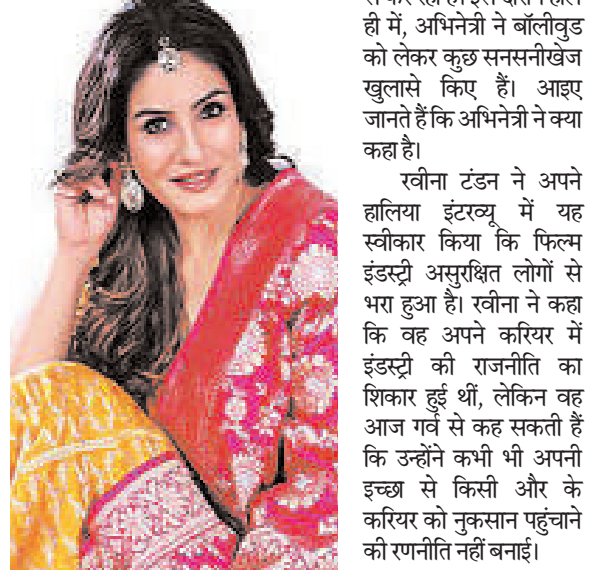 ही में, अभिनेत्री ने बॉलीवुड
को लेकर कुछ सनसनीखेज
खुलासे किए हैं। आइए
जानते हैं कि अभिनेत्री ने क्या
कहा है।
रवीना टंडन ने अपने
हालिया इंटरव्यू में यह
स्वीकार किया कि फिल्म
इंडस्ट्री असुरक्षित लोगों से
भरा हुआ है। रवीना ने कहा
कि वह अपने करियर में
इंडस्ट्री की राजनीति का
शिकार हुई थीं, लेकिन वह
आज गर्व से कह सकती हैं
कि उन्होंने कभी भी अपनी
इच्छा से किसी और के
करियर को नुकसान पहुंचाने
की रणनीति नहीं बनाई।